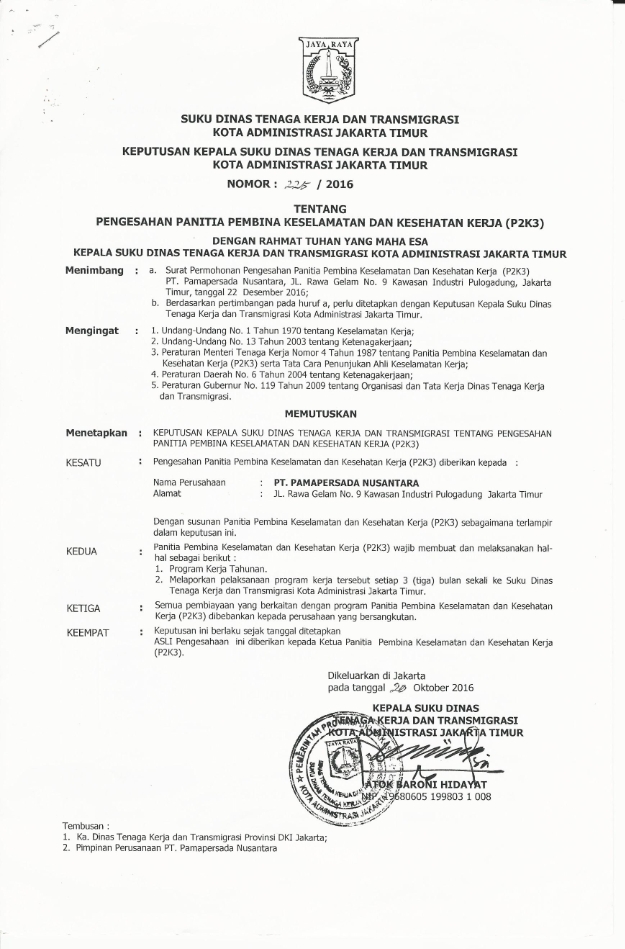 JAYA RAYA
SUKU DINAS TENAGA KERJA DAN TRANSMIGRASI
KOTA ADMINISTRASI JAKARTA TIMUR
KEPUTUSAN KEPALA SUKU DINAS TENAGA KERJA DAN TRANSMIGRASI
KOTA ADMINISTRASI JAKARTA TIMUR
NOMOR : 225 / 2016
TENTANG
PENGESAHAN PANITIA PEMBINA KESELAMATAN DAN KESEHATAN KERJA (P2K3)
DENGAN RAHMAT TUHAN YANG MAHA ESA
KEPALA SUKU DINAS TENAGA KERJA DAN TRANSMIGRASI KOTA ADMINISTRASI JAKARTA TIMUR
Menimbang : a. Surat Permohonan Pengesahan Panitia Pembina Keselamatan Dan Kesehatan Kerja (P2K3)
PT. Pamapersada Nusantara, JL. Rawa Gelam No. 9 Kawasan Industri Pulogadung, Jakarta
Timur, tanggal 22 Desember 2016;
b. Berdasarkan pertimbangan pada huruf a, perlu ditetapkan dengan Keputusan Kepala Suku Dinas
Tenaga Kerja dan Transmigrasi Kota Administrasi Jakarta Timur.
Mengingat : 1. Undang-Undang No. 1 Tahun 1970 tentang Keselamatan Kerja;
2. Undang-Undang No. 13 Tahun 2003 tentang Ketenagakerjaan;
3. Peraturan Menteri Tenaga Kerja Nomor 4 Tahun 1987 tentang Panitia Pembina Keselamatan dan
Kesehatan Kerja (P2K3) serta Tata Cara Penunjukan Ahli Keselamatan Kerja;
4. Peraturan Daerah No. 6 Tahun 2004 tentang Ketenagakerjaan;
5. Peraturan Gubernur No. 119 Tahun 2009 tentang Organisasi dan Tata Kerja Dinas Tenaga Kerja
dan Transmigrasi.
MEMUTUSKAN
Menetapkan : KEPUTUSAN KEPALA SUKU DINAS TENAGA KERJA DAN TRANSMIGRASI TENTANG PENGESAHAN
PANITIA PEMBINA KESELAMATAN DAN KESEHATAN KERJA (P2K3)
KESATU : Pengesahan Panitia Pembina Keselamatan dan Kesehatan Kerja (P2K3) diberikan kepada :
Nama Perusahaan : PT. PAMAPERSADA NUSANTARA
Alamat : JL. Rawa Gelam No. 9 Kawasan Industri Pulogadung Jakarta Timur
Dengan susunan Panitia Pembina Keselamatan dan Kesehatan Kerja (P2K3) sebagaimana terlampir
dalam keputusan ini.
KEDUA : Panitia Pembina Keselamatan dan Kesehatan Kerja (P2K3) wajib membuat dan melaksanakan hal-
hal sebagai berikut :
1. Program Kerja Tahunan.
2. Melaporkan pelaksanaan program kerja tersebut setiap 3 (tiga) bulan sekali ke Suku Dinas
Tenaga Kerja dan Transmigrasi Kota Administrasi Jakarta Timur.
KETIGA : Semua pembiayaan yang berkaitan dengan program Panitia Pembina Keselamatan dan Kesehatan
Kerja (P2K3) dibebankan kepada perusahaan yang bersangkutan.
KEEMPAT : Keputusan ini berlaku sejak tanggal ditetapkan
ASLI Pengesahaan ini diberikan kepada Ketua Panitia Pembina Keselamatan dan Kesehatan Kerja
(P2K3).
Dikeluarkan di Jakarta
pada tanggal 20 Oktober 2016
KEPALA SUKU DINAS
TENAGA KERJA DAN TRANSMIGRASI
KOTA ADMINISTRASI JAKARTA TIMUR
ATOK BARONI HIDAYAT
NIP. 19680605 199803 1 008
Tembusan :
1. Ka. Dinas Tenaga Kerja dan Transmigrasi Provinsi DKI Jakarta;
2. Pimpinan Perusanaan PT. Pamapersada Nusantara